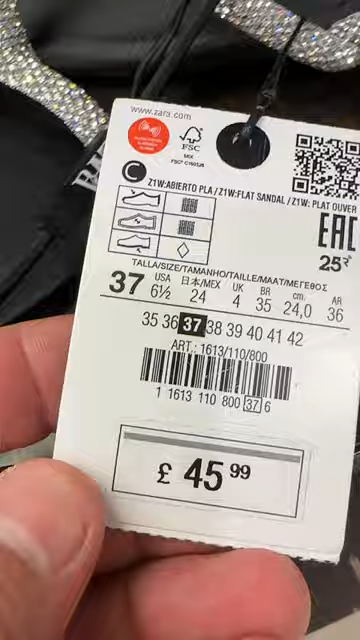 www.zara.com
FSC
MIX
C
Z1W:ABIERTO PLA / Z1W:FLAT SANDAL / Z1W: PLAT OUVER
EAC
TALLA/SIZE/TAMANHO/TAILLE/MAAT/ΜΕΓΕΘΟΣ
37
USA 日本/MEX UK BR cm. AR
6½ 24 4 35 24,0 36
35 36 37 38 39 40 41 42
ART.: 1613/110/800
1 1613 110 800 37 6
£ 45 99